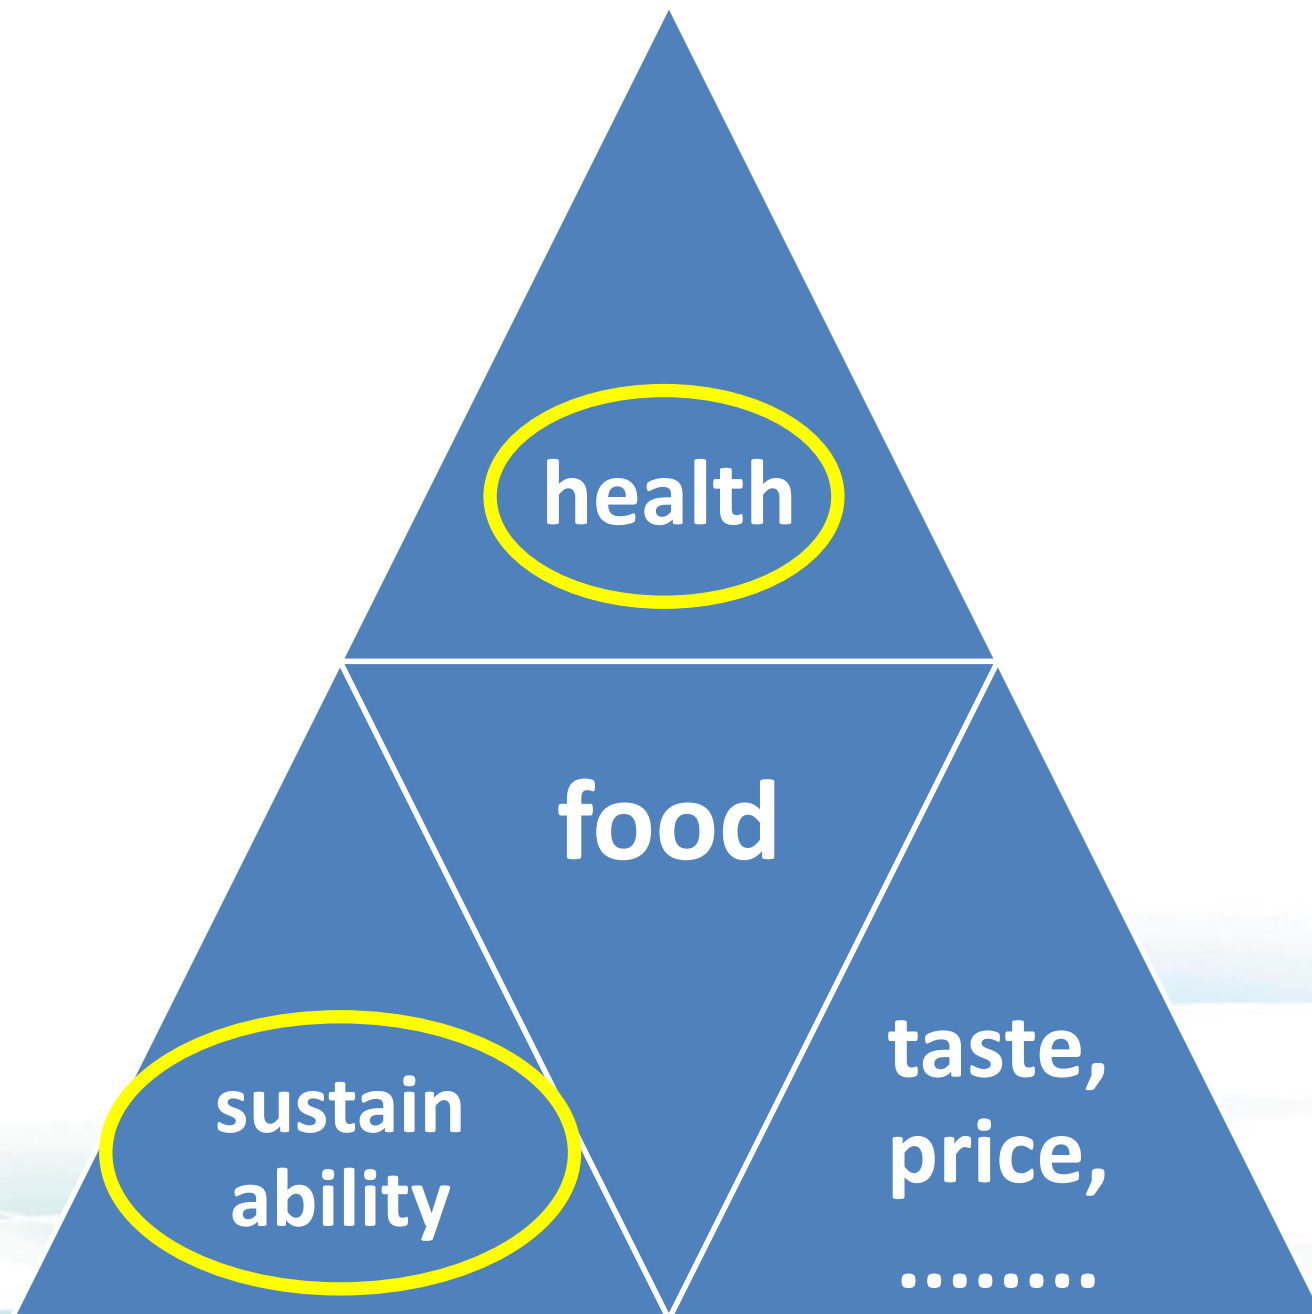 health
food
sustain
ability
taste,
price,
........